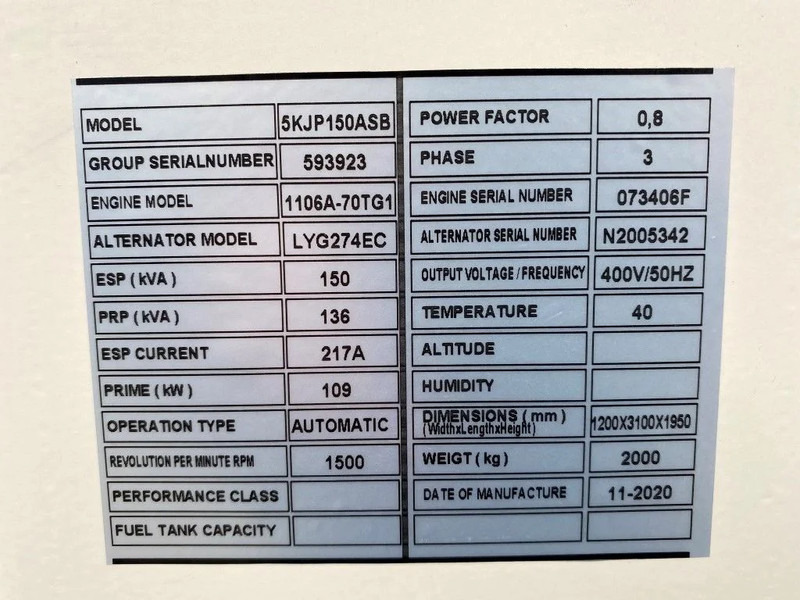 MODEL 5KJP150ASB
GROUP SERIALNUMBER 593923
ENGINE MODEL 1106A-70TG1
ALTERNATOR MODEL LYG274EC
ESP ( kVA ) 150
PRP ( kVA ) 136
ESP CURRENT 217A
PRIME ( kW ) 109
OPERATION TYPE AUTOMATIC
REVOLUTION PER MINUTE RPM 1500
PERFORMANCE CLASS
FUEL TANK CAPACITY
POWER FACTOR 0,8
PHASE 3
ENGINE SERIAL NUMBER 073406F
ALTERNATOR SERIAL NUMBER N2005342
OUTPUT VOLTAGE / FREQUENCY 400V/50HZ
TEMPERATURE 40
ALTITUDE
HUMIDITY
DIMENSIONS ( mm )
(WidthxLengthxHeight) 1200X3100X1950
WEIGT ( kg ) 2000
DATE OF MANUFACTURE 11-2020